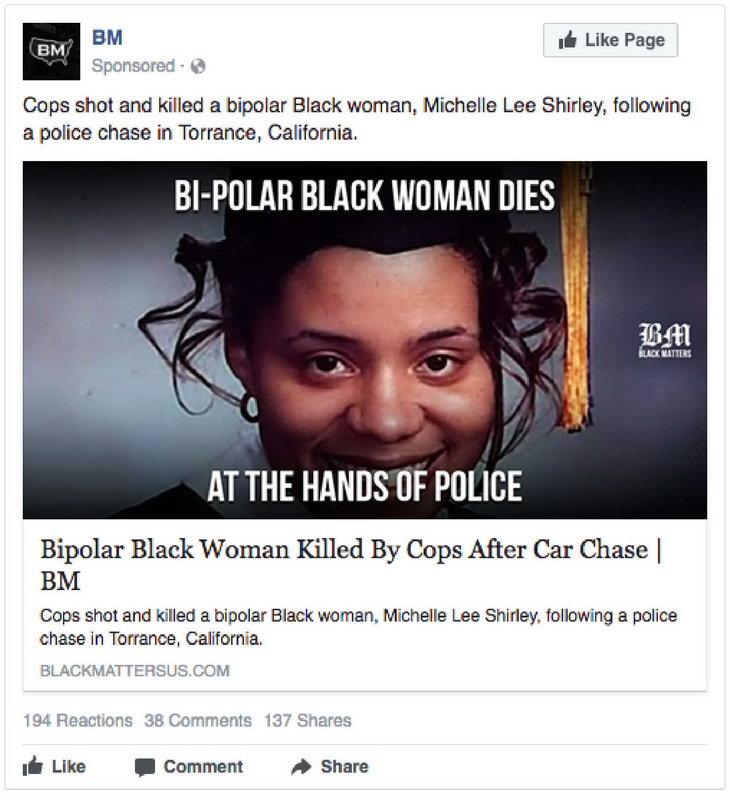 BM
BM
Like Page
Sponsored ·
Cops shot and killed a bipolar Black woman, Michelle Lee Shirley, following
a police chase in Torrance, California.
BI-POLAR BLACK WOMAN DIES
BM
BLACK MATTERS
AT THE HANDS OF POLICE
Bipolar Black Woman Killed By Cops After Car Chase |
BM
Cops shot and killed a bipolar Black woman, Michelle Lee Shirley, following a police
chase in Torrance, California.
BLACKMATTERSUS.COM
194 Reactions 38 Comments 137 Shares
Like Comment Share